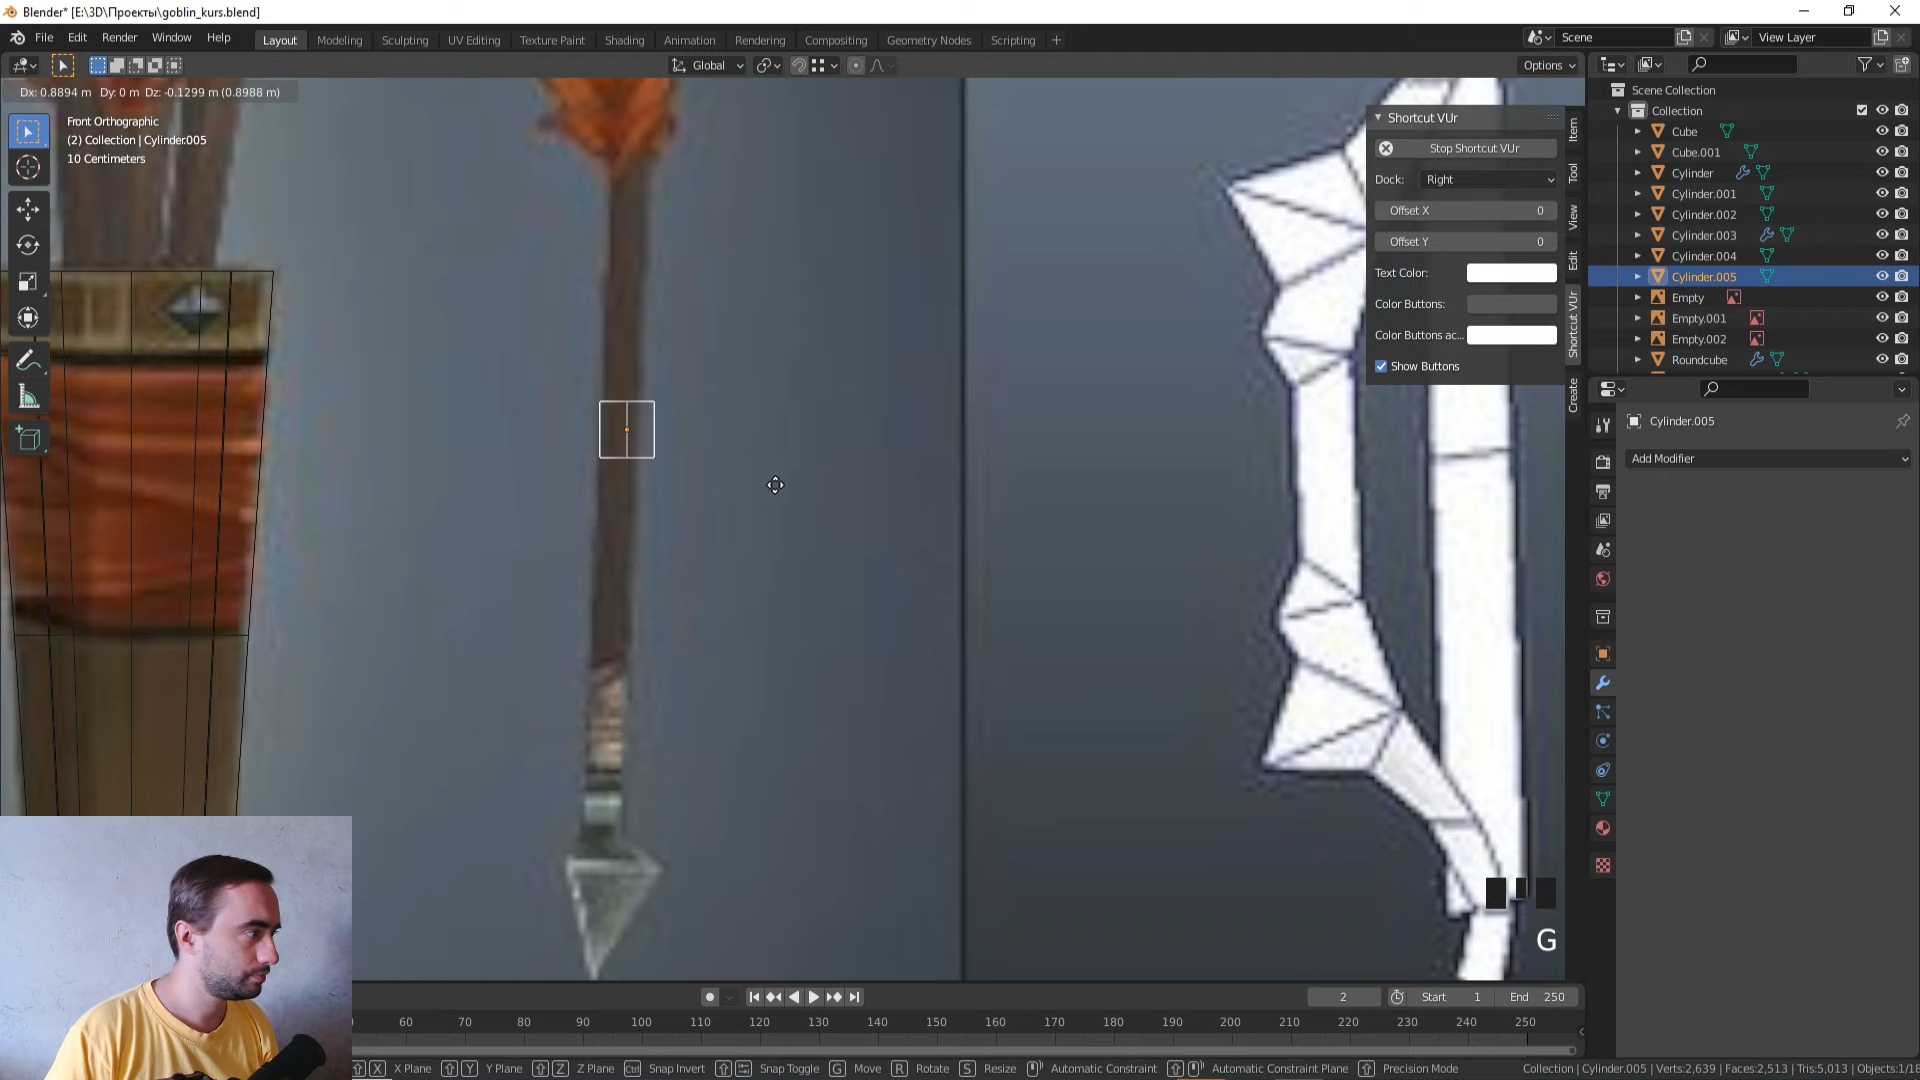 Blender* [E:\3D\Проекты\goblin_kurs.blend]
File Edit Render Window Help Layout Modeling Sculpting UV Editing Texture Paint Shading Animation Rendering Compositing Geometry Nodes Scripting + Scene View Layer
Global Options
Dx: 0.8894 m Dy: 0 m Dz: -0.1299 m (0.8988 m)
Front Orthographic
(2) Collection | Cylinder.005
10 Centimeters
Shortcut VUr
Stop Shortcut VUr
Dock: Right
Offset X 0
Offset Y 0
Text Color:
Color Buttons:
Color Buttons ac...
Show Buttons
Item
Tool
View
Edit
Shortcut VUr
Create
Scene Collection
Collection
Cube
Cube.001
Cylinder
Cylinder.001
Cylinder.002
Cylinder.003
Cylinder.004
Cylinder.005
Empty
Empty.001
Empty.002
Roundcube
Cylinder.005
Add Modifier
G
2 Start 1 End 250
60 70 80 90 100 110 120 130 140 150 160 170 180 190 200 210 220 230 240 250
X X Plane Y Y Plane Z Z Plane Ctrl Snap Invert Snap Toggle G Move R Rotate S Resize Automatic Constraint Automatic Constraint Plane Precision Mode Collection | Cylinder.005 | Verts:2,639 | Faces:2,513 | Tris:5,013 | Objects:1/18